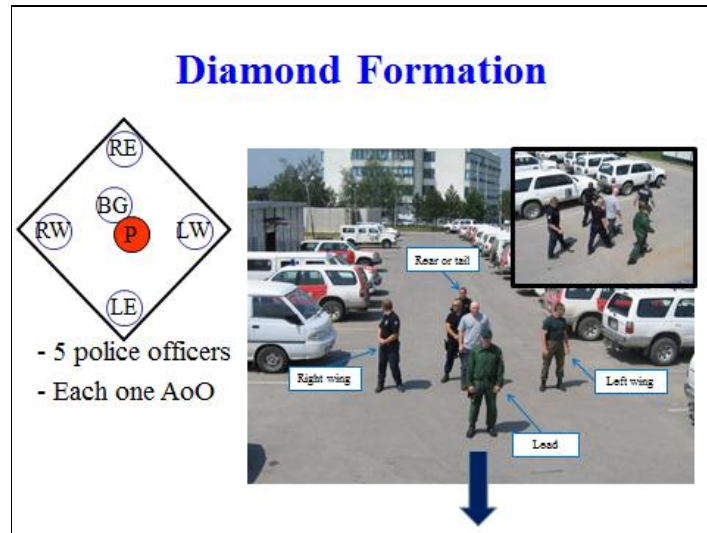 Diamond Formation
RE
BG
RW
P
LW
LE
- 5 police officers
- Each one AoO
Rear or tail
Right wing
Left wing
Lead